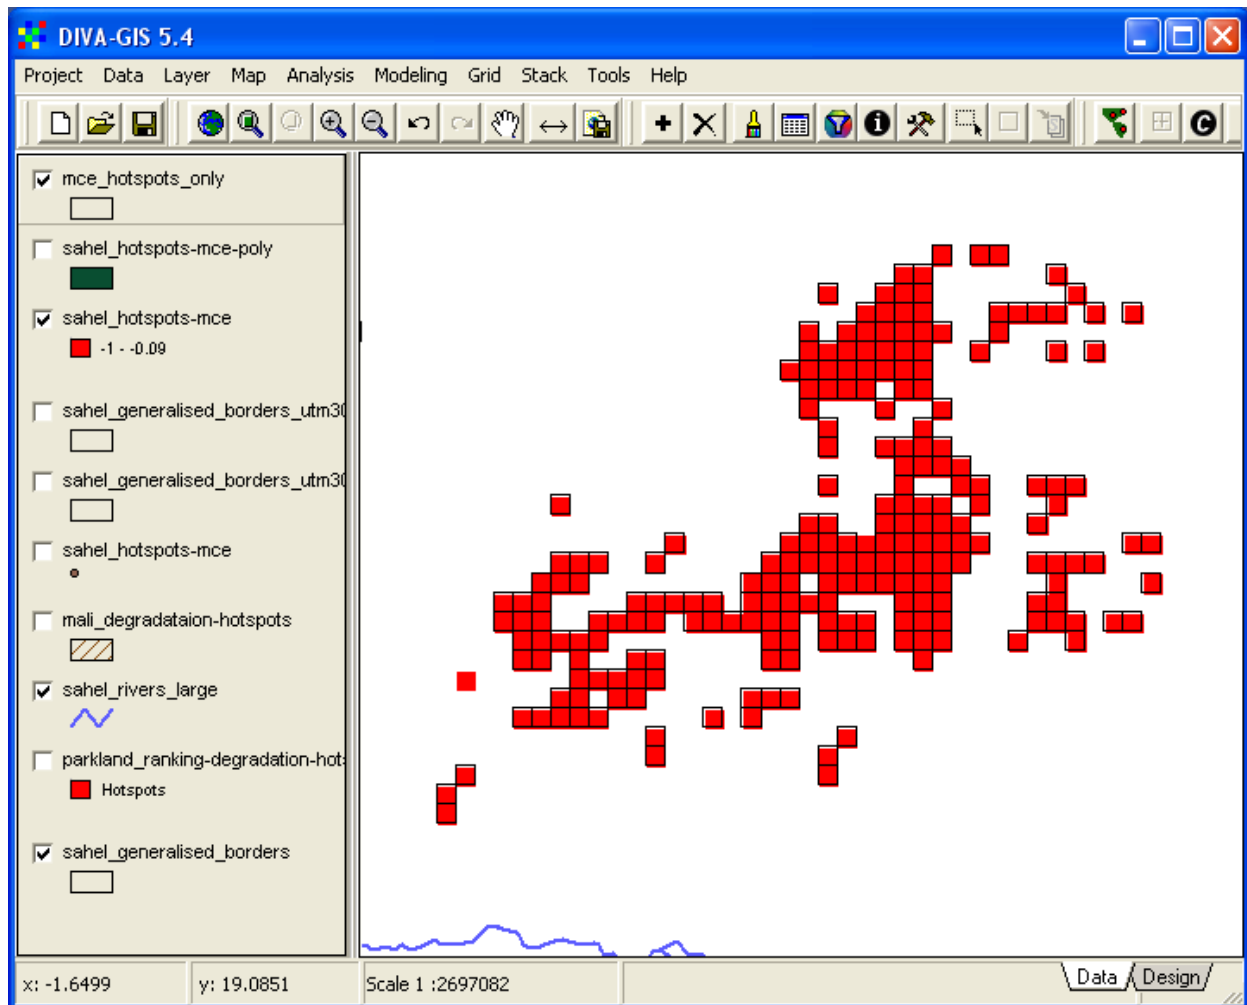 DIVA-GIS 5.4
Project Data Layer Map Analysis Modeling Grid Stack Tools Help
mce_hotspots_only
sahel_hotspots-mce-poly
sahel_hotspots-mce
-1 - -0.09
sahel_generalised_borders_utm30
sahel_generalised_borders_utm30
sahel_hotspots-mce
mali_degradataion-hotspots
sahel_rivers_large
parkland_ranking-degradation-hot
Hotspots
sahel_generalised_borders
x: -1.6499 y: 19.0851 Scale 1 :2697082 Data Design